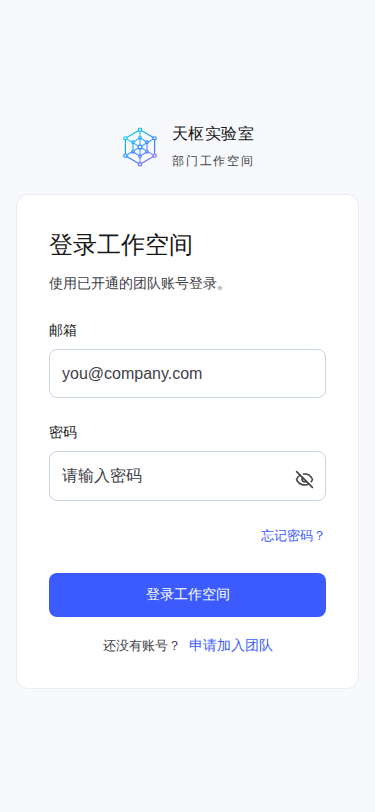 天枢实验室
部门工作空间
登录工作空间
使用已开通的团队账号登录。
邮箱
you@company.com
密码
请输入密码
忘记密码？
登录工作空间
还没有账号？ 申请加入团队